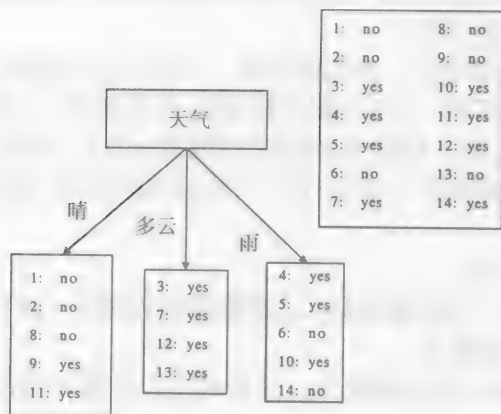 1: no 8: no
2: no 9: no
3: yes 10: yes
4: yes 11: yes
5: yes 12: yes
6: no 13: no
7: yes 14: yes
天气
晴
多云
雨
1: no
2: no
8: no
9: yes
11: yes
3: yes
7: yes
12: yes
13: yes
4: yes
5: yes
6: no
10: yes
14: no